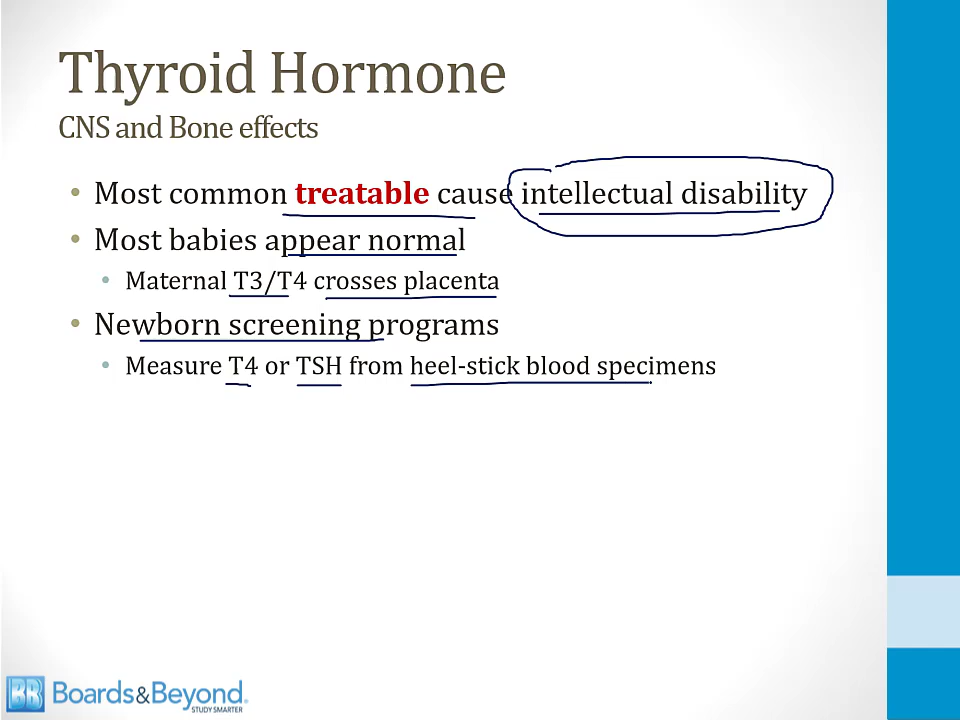 Thyroid Hormone
CNS and Bone effects
• Most common treatable cause intellectual disability
• Most babies appear normal
• Maternal T3/T4 crosses placenta
• Newborn screening programs
• Measure T4 or TSH from heel-stick blood specimens
BB Boards&Beyond.
STUDY SMARTER